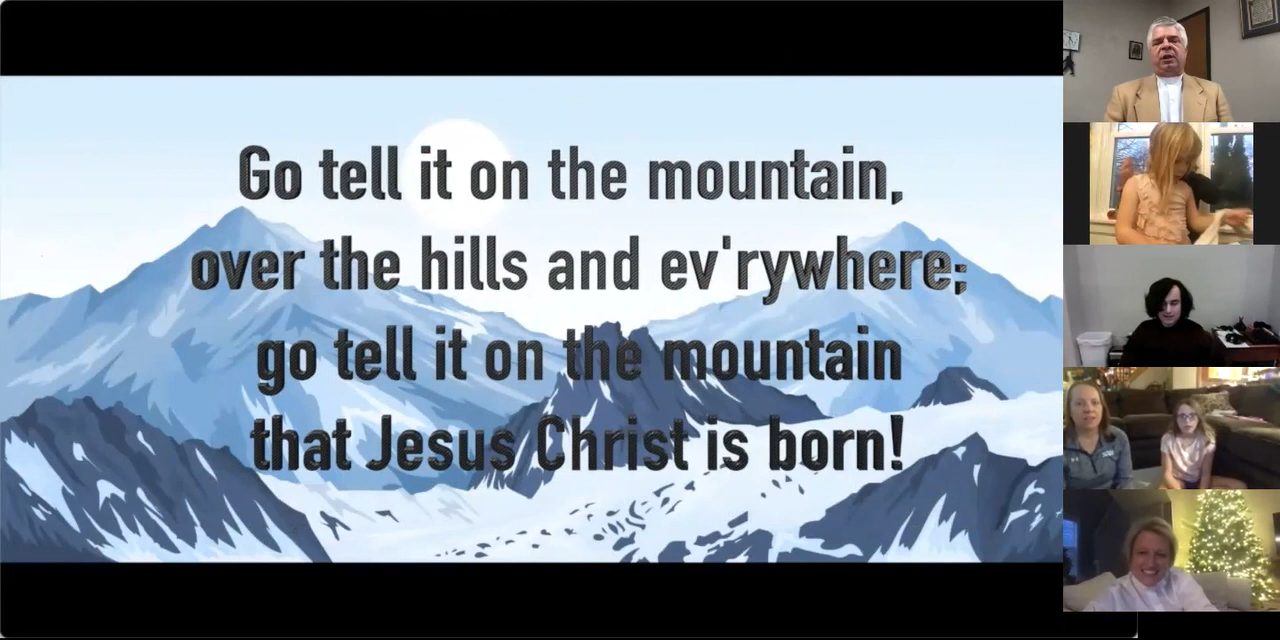 Go tell it on the mountain,
over the hills and ev'rywhere;
go tell it on the mountain
that Jesus Christ is born!